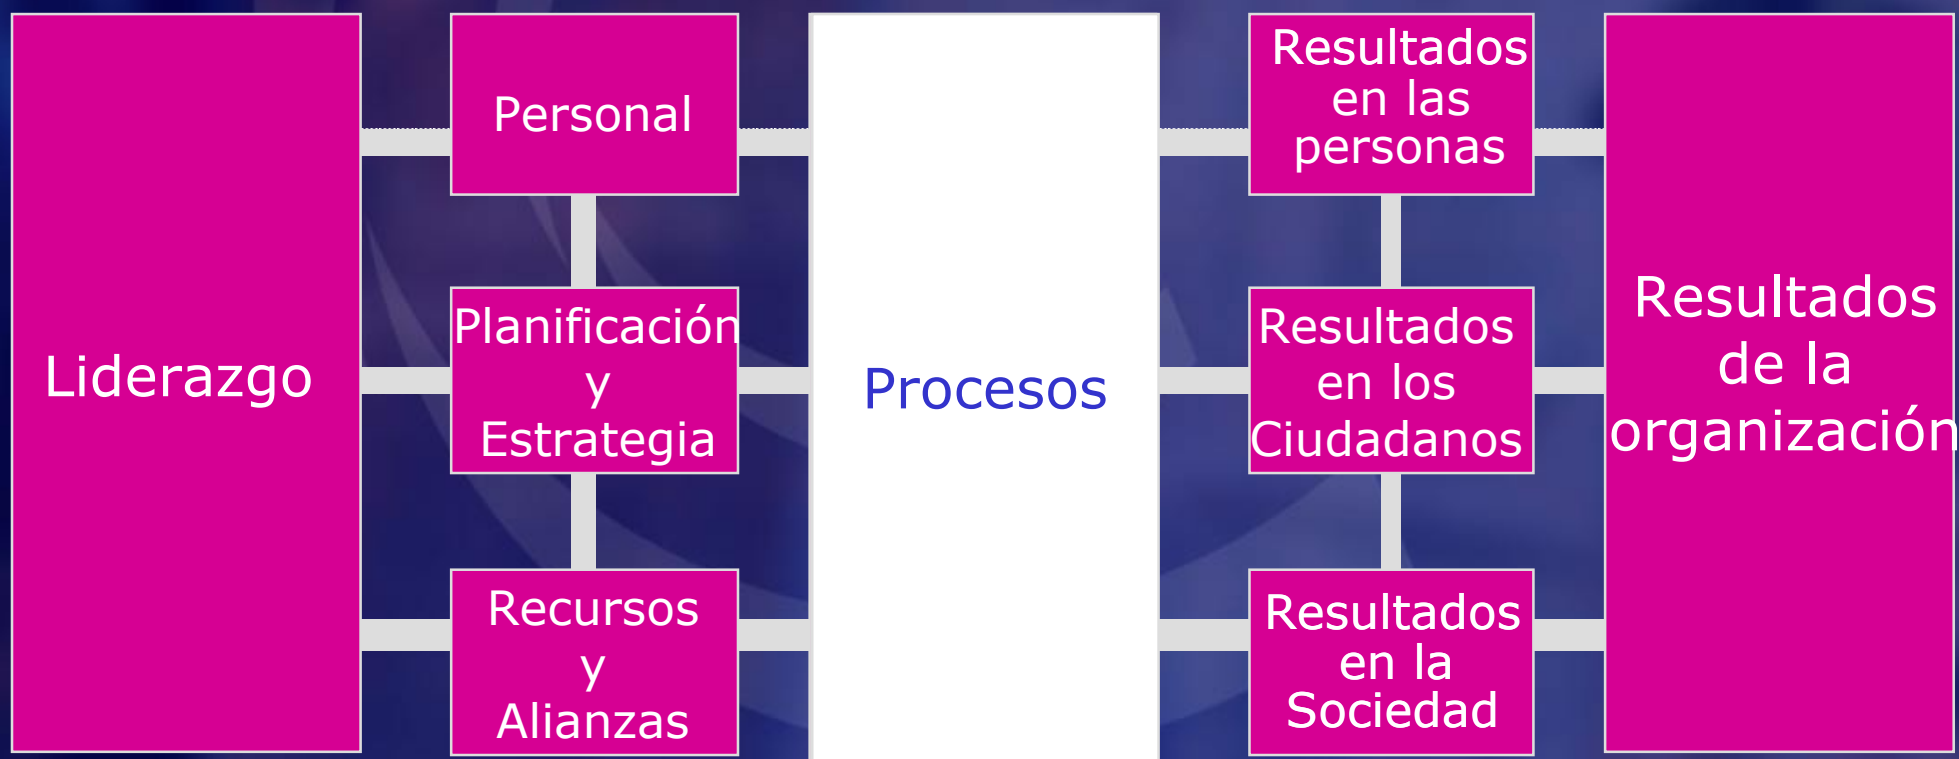 Liderazgo
Personal
Planificación
y
Estrategia
Recursos
y
Alianzas
Procesos
Resultados
en las
personas
Resultados
en los
Ciudadanos
Resultados
en la
Sociedad
Resultados
de la
organización